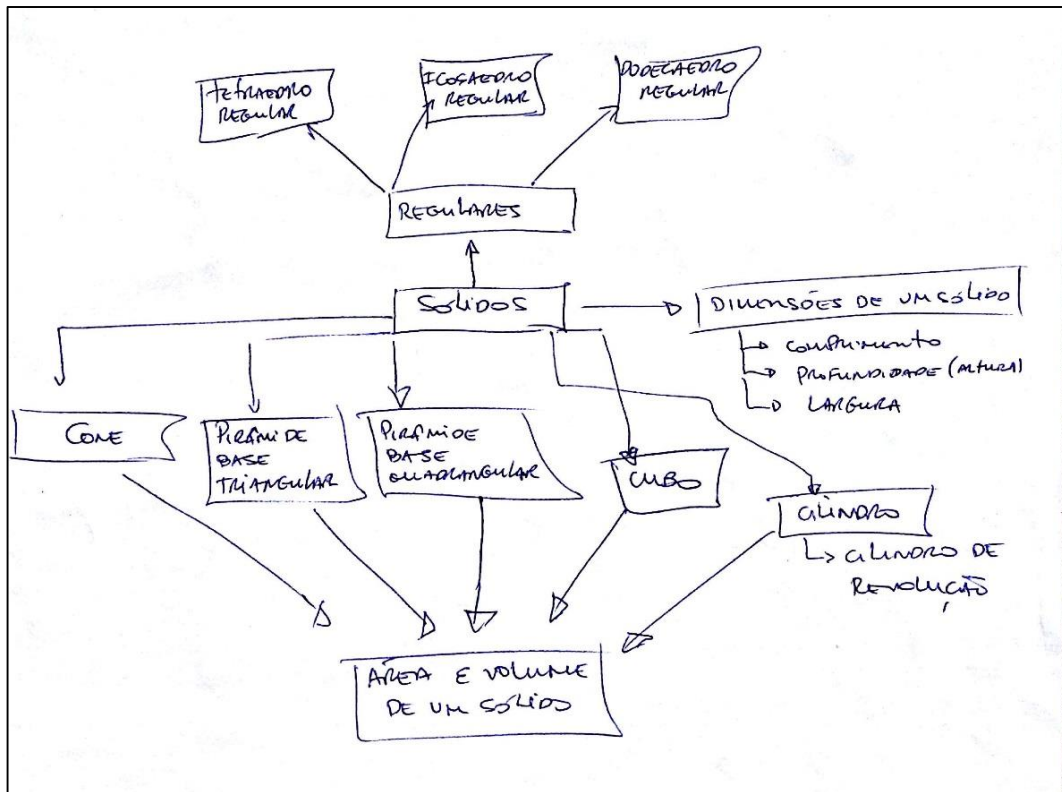 TETRAEDRO
REGULAR
ICOSAEDRO
REGULAR
DODECAEDRO
REGULAR
REGULARES
SÓLIDOS
DIMENSÕES DE UM SÓLIDO
COMPRIMENTO
PROFUNDIDADE (ALTURA)
LARGURA
CONE
PIRÂMIDE
BASE
TRIANGULAR
PIRÂMIDE
BASE
QUADRANGULAR
CUBO
CILINDRO
CILINDRO DE
REVOLUÇÃO
ÁREA E VOLUME
DE UM SÓLIDO